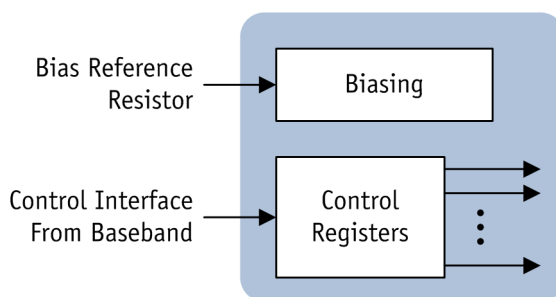 Bias Reference
Resistor
Biasing
Control Interface
From Baseband
Control
Registers